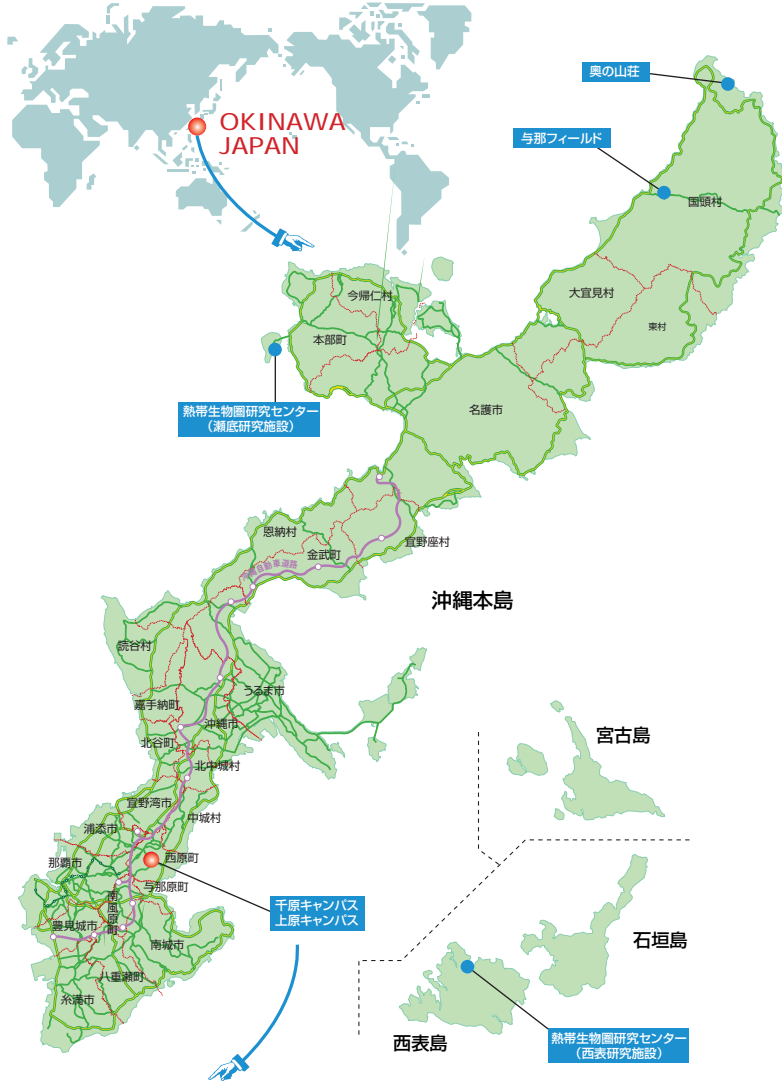 OKINAWA
JAPAN
奥の山荘
与那フィールド
国頭村
大宜見村
東村
今帰仁村
本部町
熱帯生物圏研究センター
（瀬底研究施設）
名護市
恩納村
金武町
宜野座村
自動車道路
沖縄本島
読谷村
うるま市
嘉手納町
沖縄市
北谷町
北中城村
宜野湾市
中城村
浦添市
西原町
那覇市
与那原町
南風原町
千原キャンパス
上原キャンパス
豊見城市
南城市
八重瀬町
糸満市
宮古島
石垣島
西表島
熱帯生物圏研究センター
（西表研究施設）